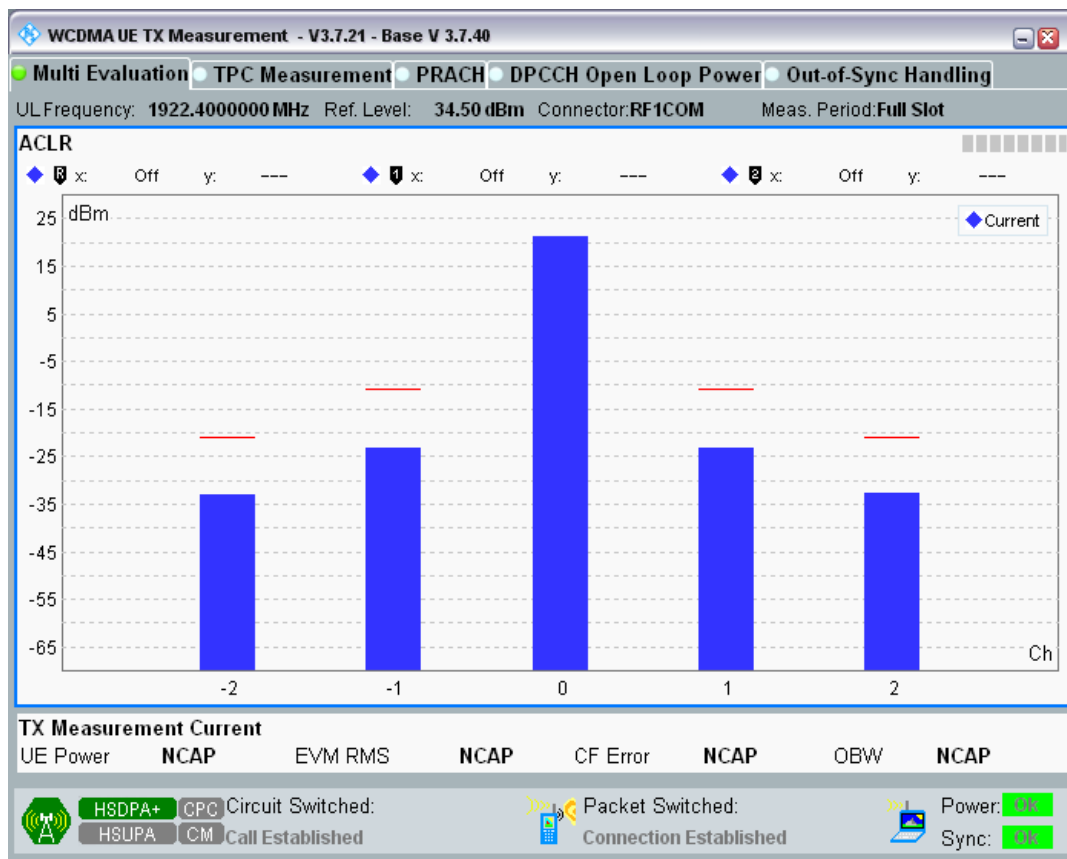 WCDMA UE TX Measurement - V3.7.21 - Base V 3.7.40
Multi Evaluation TPC Measurement PRACH DPCCH Open Loop Power Out-of-Sync Handling
UL Frequency: 1922.4000000 MHz Ref. Level: 34.50 dBm Connector:RF1COM Meas. Period:Full Slot
ACLR
R x: Off y: --- 1 x: Off y: --- 2 x: Off y: ---
dBm
Current
25
15
5
-5
-15
-25
-35
-45
-55
-65
Ch
-2 -1 0 1 2
TX Measurement Current
UE Power NCAP EVM RMS NCAP CF Error NCAP OBW NCAP
HSDPA+ CPC Circuit Switched: Packet Switched: Power: Ok
HSUPA CM Call Established Connection Established Sync: Ok